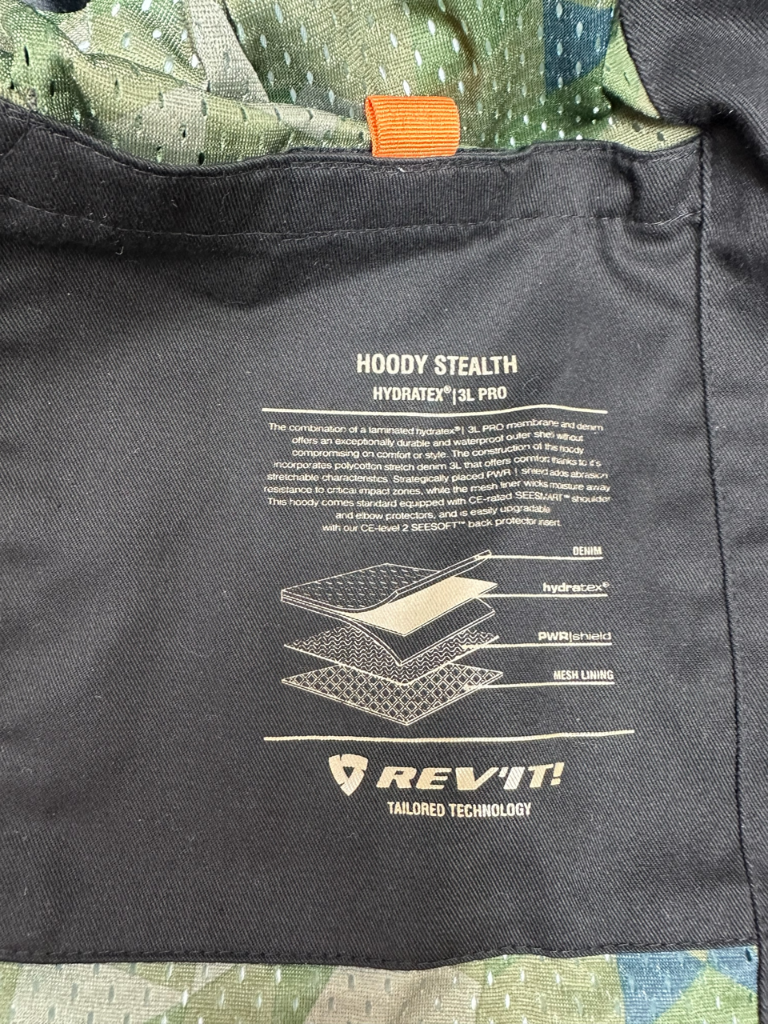 HOODY STEALTH
HYDRATEX®|3L PRO
The combination of a laminated hydratex®| 3L PRO membrane and denim
offers an exceptionally durable and waterproof outer shell without
compromising on comfort or style. The construction of the hoody
incorporates polycotton stretch denim 3L that offers comfort thanks to it's
stretchable characteristics. Strategically placed PWR | shield adds abrasion
resistance to critical impact zones, while the mesh liner wicks moisture away
This hoody comes standard equipped with CE-rated SEESMART™ shoulder
and elbow protectors, and is easily upgradable
with our CE-level 2 SEESOFT™ back protector insert.
DENIM
hydratex®
PWR|shield
MESH LINING
REV'IT!
TAILORED TECHNOLOGY